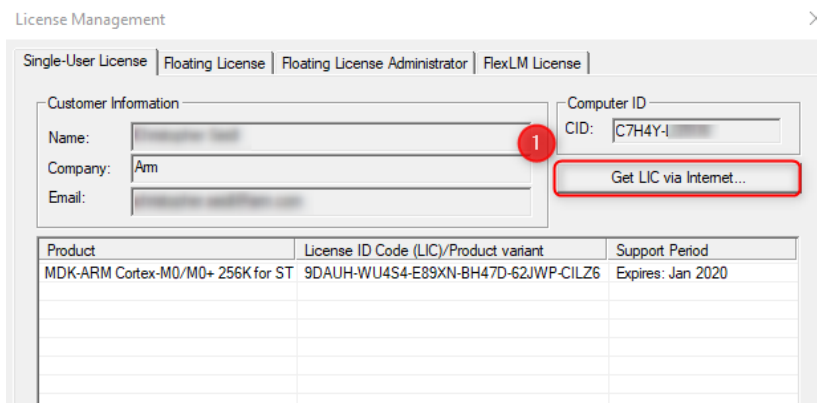 License Management
Single-User License Floating License Floating License Administrator FlexLM License
Customer Information
Name:
Company: Arm
Email:
1
Computer ID
CID: C7H4Y-
Get LIC via Internet...
Product License ID Code (LIC)/Product variant Support Period
MDK-ARM Cortex-M0/M0+ 256K for ST 9DAUH-WU4S4-E89XN-BH47D-62JWP-CILZ6 Expires: Jan 2020